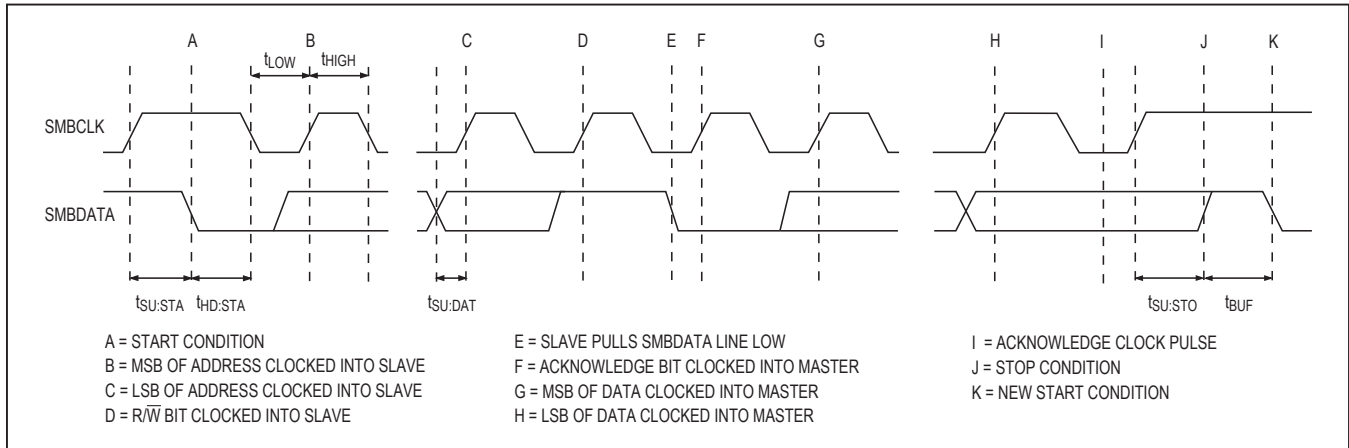 A B C D E F G H I J K
tLOW tHIGH
SMBCLK
SMBDATA
tSU:STA tHD:STA tSU:DAT tSU:STO tBUF
A = START CONDITION
B = MSB OF ADDRESS CLOCKED INTO SLAVE
C = LSB OF ADDRESS CLOCKED INTO SLAVE
D = R/W̅ BIT CLOCKED INTO SLAVE
E = SLAVE PULLS SMBDATA LINE LOW
F = ACKNOWLEDGE BIT CLOCKED INTO MASTER
G = MSB OF DATA CLOCKED INTO MASTER
H = LSB OF DATA CLOCKED INTO MASTER
I = ACKNOWLEDGE CLOCK PULSE
J = STOP CONDITION
K = NEW START CONDITION